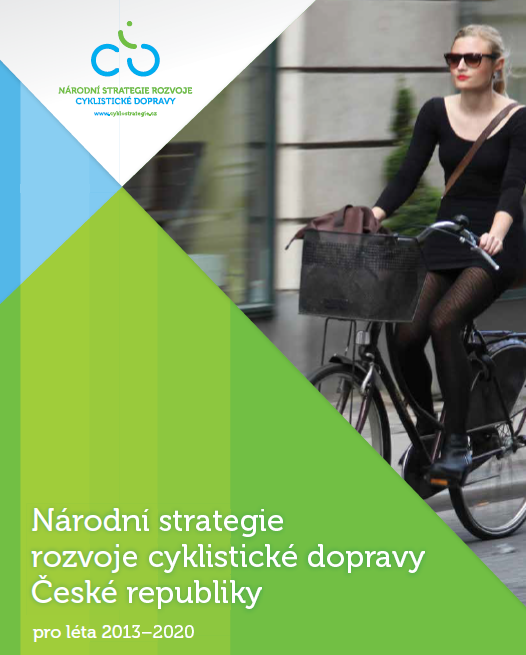 NÁRODNÍ STRATEGIE ROZVOJE
CYKLISTICKÉ DOPRAVY
www.cyklostrategie.cz
Národní strategie
rozvoje cyklistické dopravy
České republiky
pro léta 2013–2020